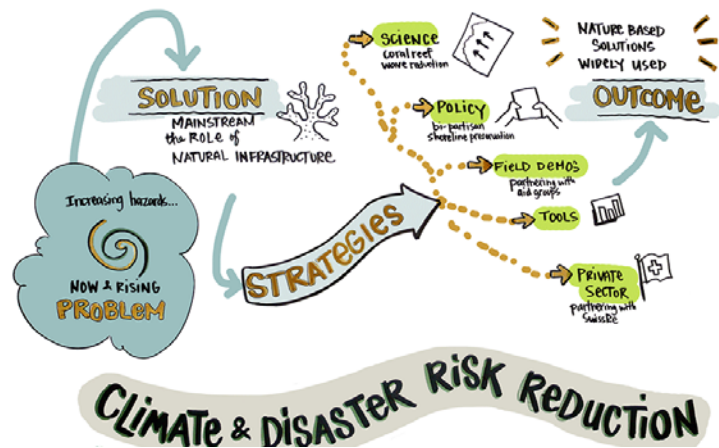 Increasing hazards...
NOW & RISING
PROBLEM
SOLUTION
MAINSTREAM
the ROLE of
NATURAL INFRASTRUCTURE
STRATEGIES
SCIENCE
coral reef
wave reduction
POLICY
bi-partisan
shoreline preservation
FIELD DEMOS
partnering with
aid groups
TOOLS
PRIVATE
SECTOR
partnering with
SwissRe
NATURE BASED
SOLUTIONS
WIDELY USED
OUTCOME
CLIMATE & DISASTER RISK REDUCTION